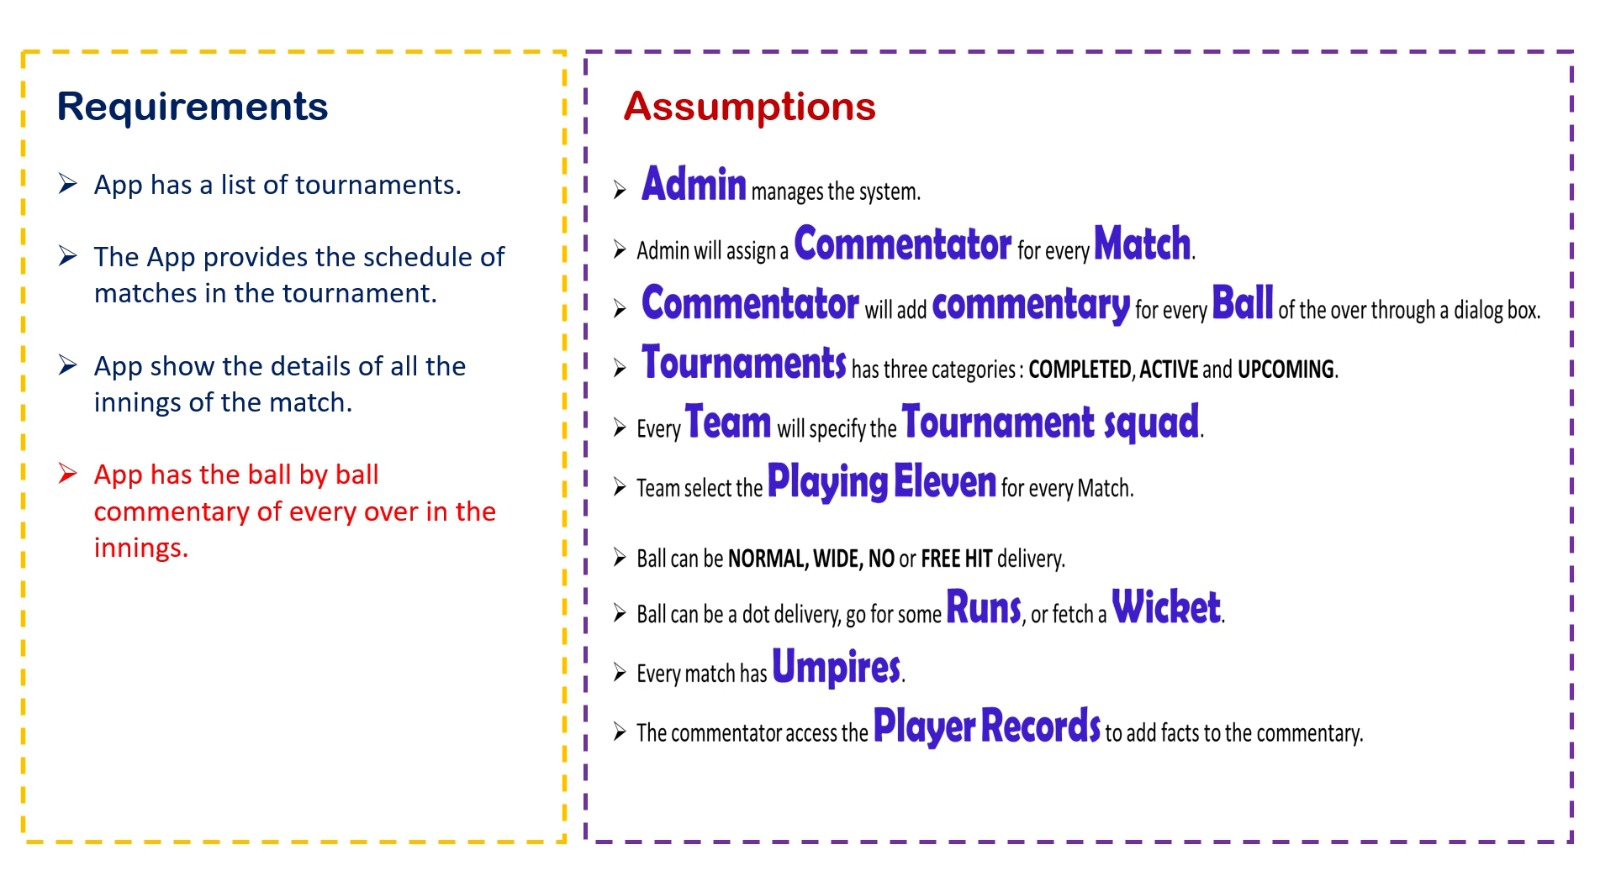 Requirements
➢ App has a list of tournaments.
➢ The App provides the schedule of
matches in the tournament.
➢ App show the details of all the
innings of the match.
➢ App has the ball by ball
commentary of every over in the
innings.
Assumptions
➢ Admin manages the system.
➢ Admin will assign a Commentator for every Match.
➢ Commentator will add commentary for every Ball of the over through a dialog box.
➢ Tournaments has three categories : COMPLETED, ACTIVE and UPCOMING.
➢ Every Team will specify the Tournament squad.
➢ Team select the Playing Eleven for every Match.
➢ Ball can be NORMAL, WIDE, NO or FREE HIT delivery.
➢ Ball can be a dot delivery, go for some Runs, or fetch a Wicket.
➢ Every match has Umpires.
➢ The commentator access the Player Records to add facts to the commentary.